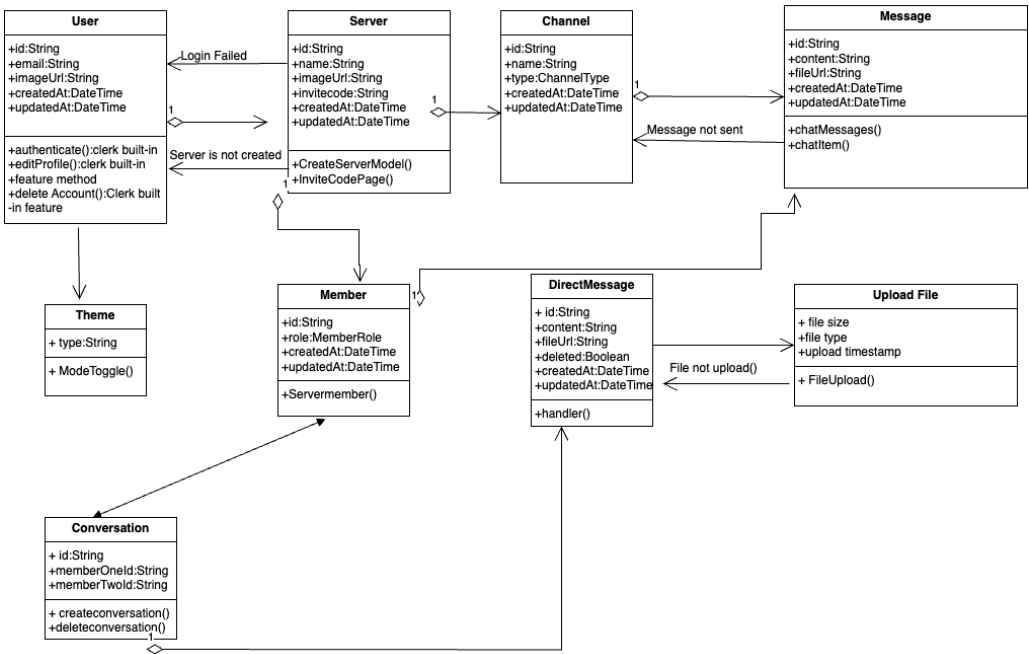 User
+id:String
+email:String
+imageUrl:String
+createdAt:DateTime
+updatedAt:DateTime
+authenticate():clerk built-in
+editProfile():clerk built-in
+feature method
+delete Account():Clerk built
-in feature
Login Failed
1
Server is not created
Server
+id:String
+name:String
+imageUrl:String
+invitecode:String
+createdAt:DateTime
+updatedAt:DateTime
+CreateServerModel()
+InviteCodePage()
1
1
Channel
+id:String
+name:String
+type:ChannelType
+createdAt:DateTime
+updatedAt:DateTime
1
Message not sent
Message
+id:String
+content:String
+fileUrl:String
+createdAt:DateTime
+updatedAt:DateTime
+chatMessages()
+chatItem()
Theme
+ type:String
+ ModeToggle()
Member
+id:String
+role:MemberRole
+createdAt:DateTime
+updatedAt:DateTime
+Servermember()
1
DirectMessage
+ id:String
+content:String
+fileUrl:String
+deleted:Boolean
+createdAt:DateTime
+updatedAt:DateTime
+handler()
File not upload()
Upload File
+ file size
+file type
+upload timestamp
+ FileUpload()
Conversation
+ id:String
+memberOneId:String
+memberTwoId:String
+ createconversation()
+deleteconversation()
1